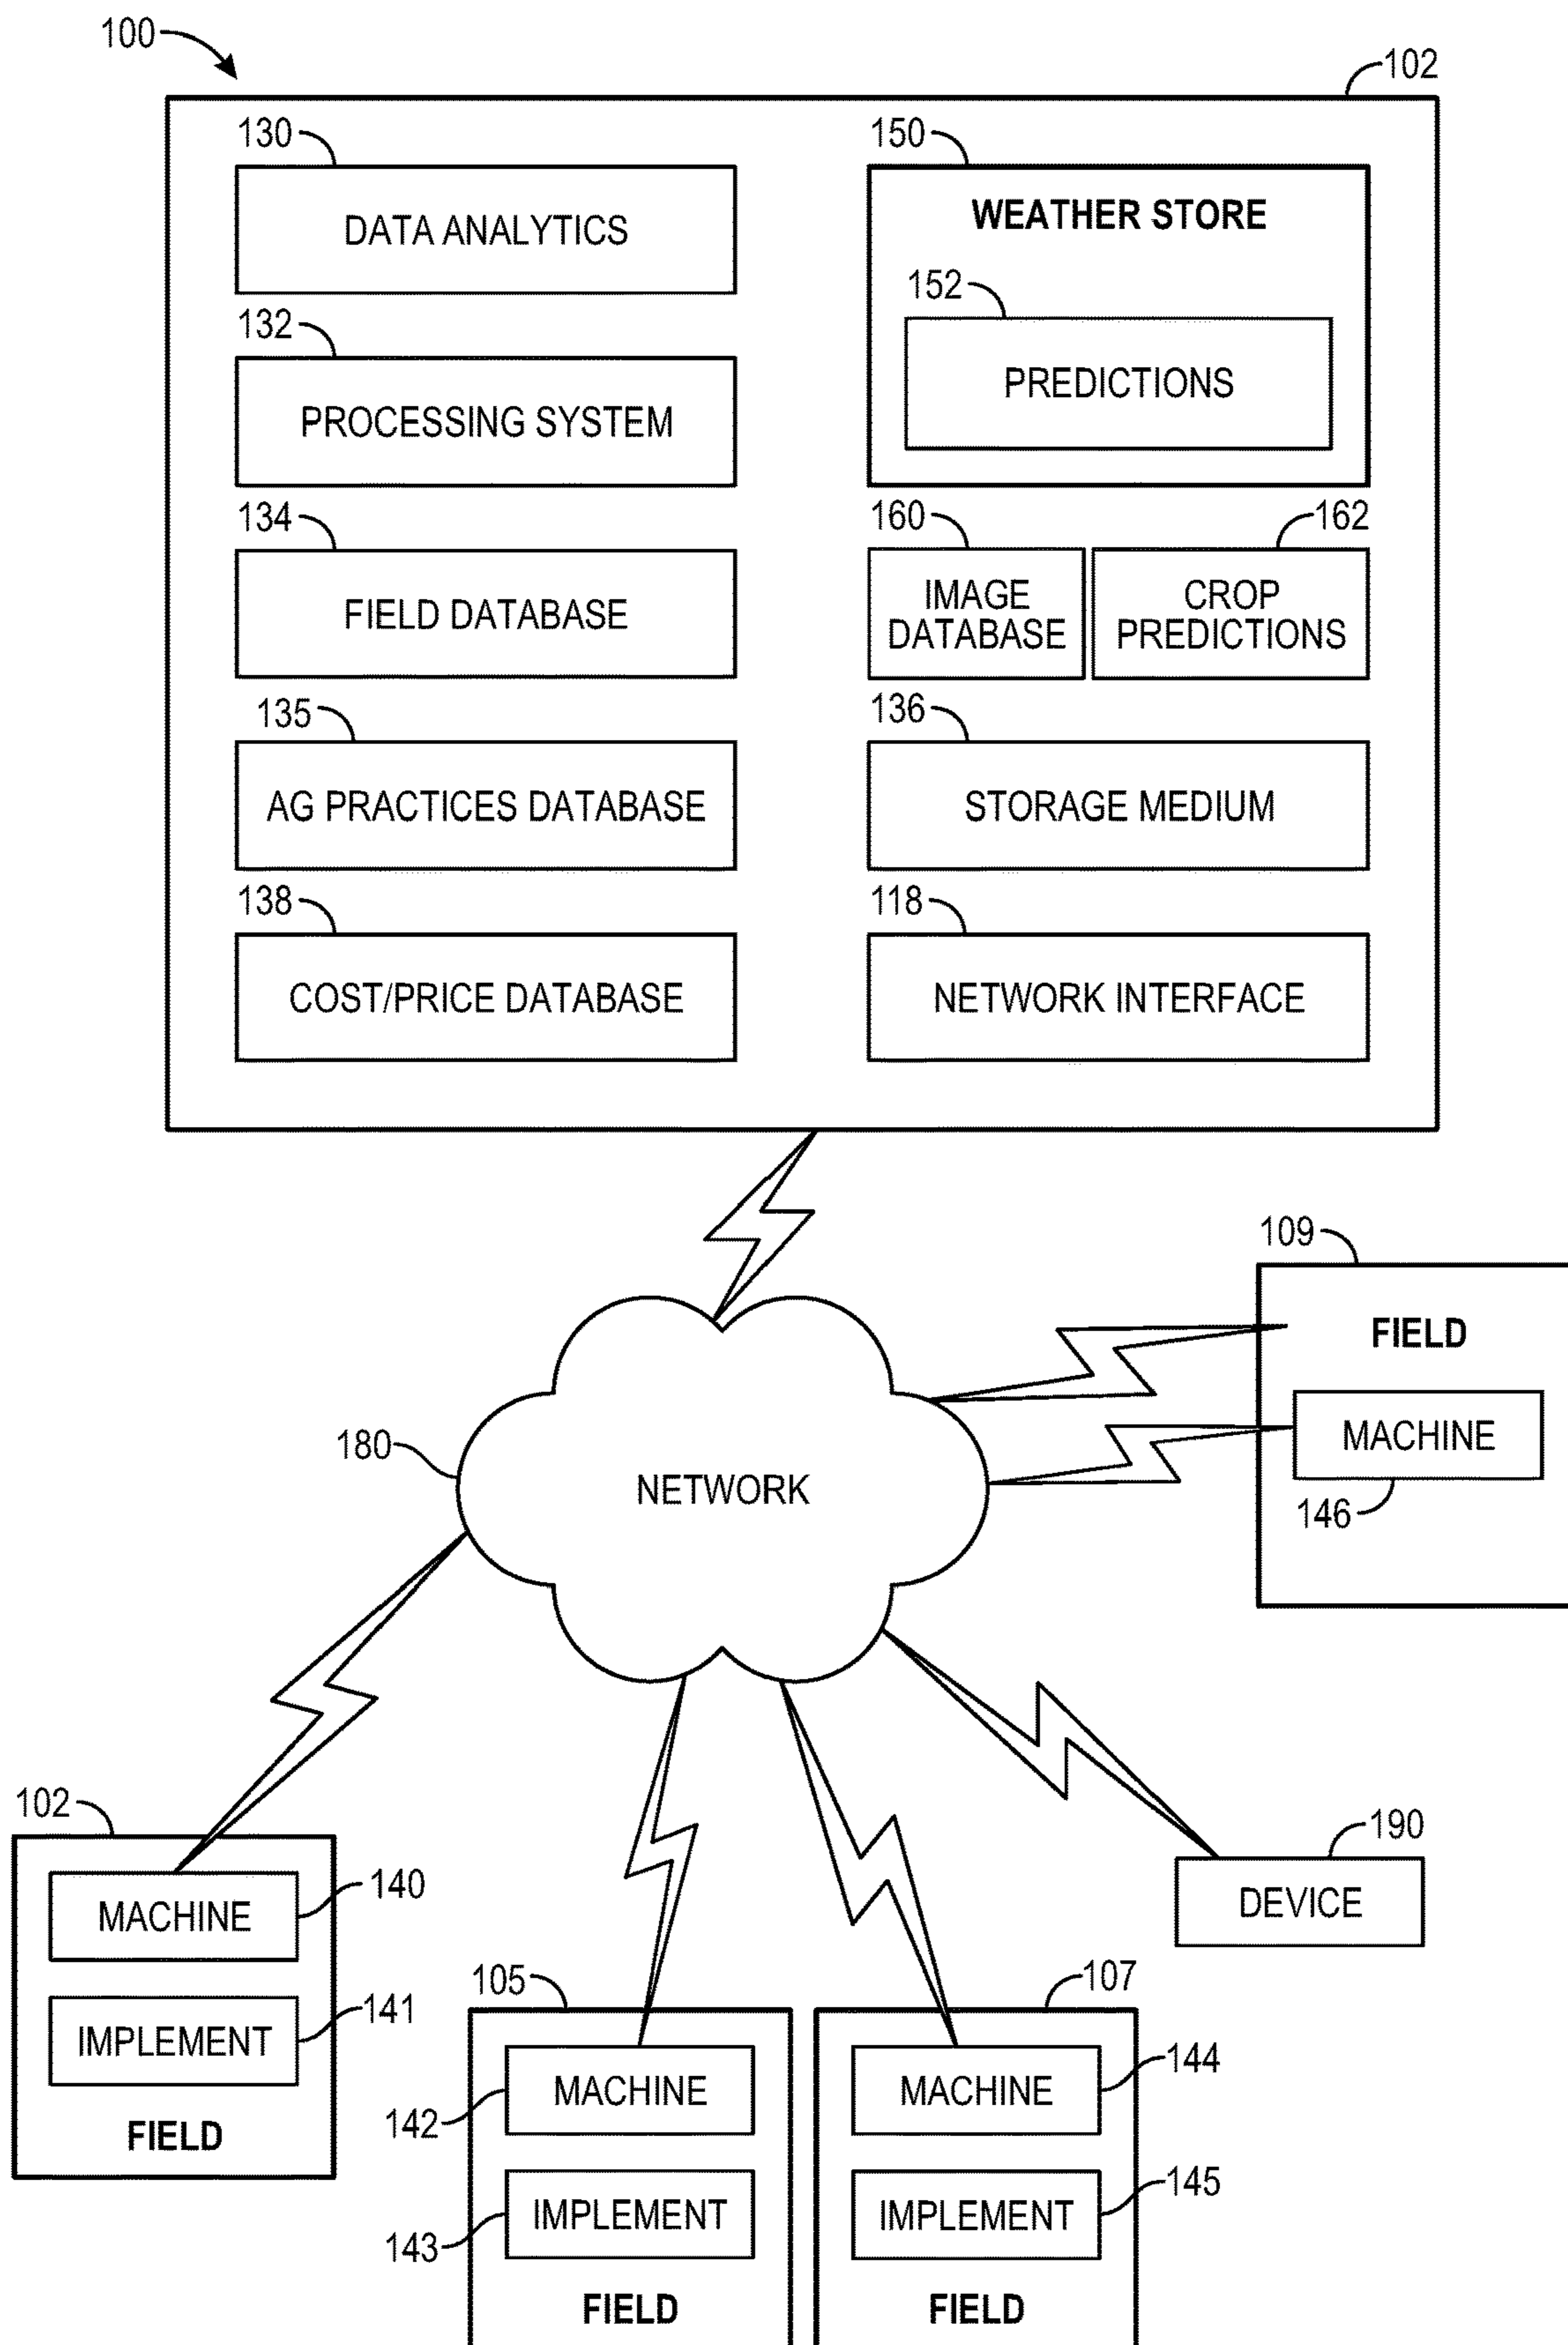 100
102
130
DATA ANALYTICS
132
PROCESSING SYSTEM
134
FIELD DATABASE
135
AG PRACTICES DATABASE
138
COST/PRICE DATABASE
150
WEATHER STORE
152
PREDICTIONS
160
IMAGE
DATABASE
162
CROP
PREDICTIONS
136
STORAGE MEDIUM
118
NETWORK INTERFACE
109
FIELD
MACHINE
146
180
NETWORK
102
MACHINE
140
IMPLEMENT
141
FIELD
105
MACHINE
142
IMPLEMENT
143
FIELD
107
MACHINE
144
IMPLEMENT
145
FIELD
190
DEVICE